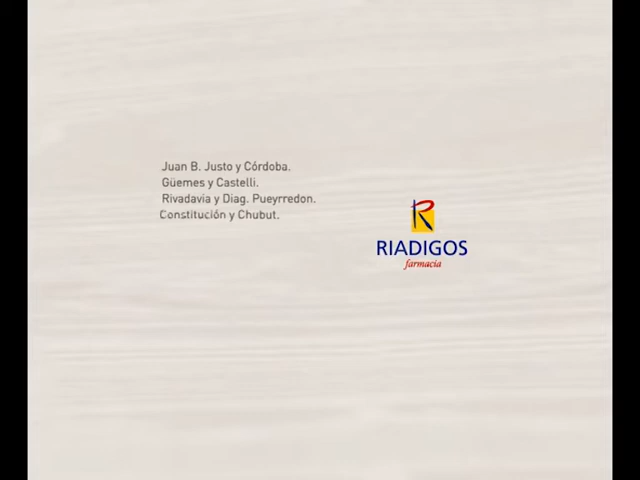 Juan B. Justo y Córdoba.
Güemes y Castelli.
Rivadavia y Diag. Pueyrredon.
Constitución y Chubut.
R
RIADIGOS
farmacia